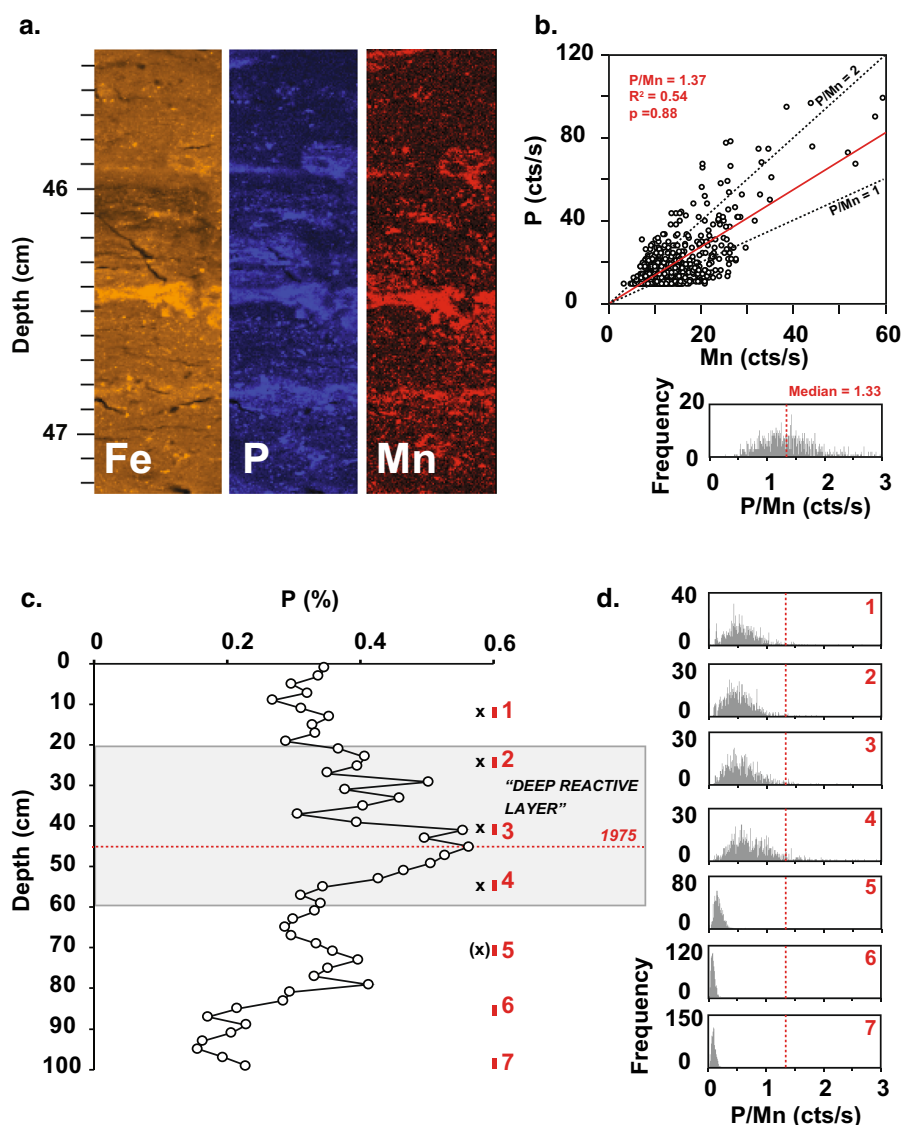 a.
Depth (cm)
46
47
Fe
P
Mn
b.
P/Mn = 1.37
R² = 0.54
p =0.88
P/Mn = 2
P/Mn = 1
P (cts/s)
120
80
40
0
0 20 40 60
Mn (cts/s)
Median = 1.33
Frequency
20
0
0 1 2 3
P/Mn (cts/s)
c.
P (%)
0 0.2 0.4 0.6
Depth (cm)
0
10
20
30
40
50
60
70
80
90
100
x 1
x 2
"DEEP REACTIVE
LAYER"
x 3
1975
x 4
(x) 5
6
7
d.
40
0
1
30
0
2
30
0
3
30
0
4
80
0
5
120
0
6
150
0
7
Frequency
0 1 2 3
P/Mn (cts/s)